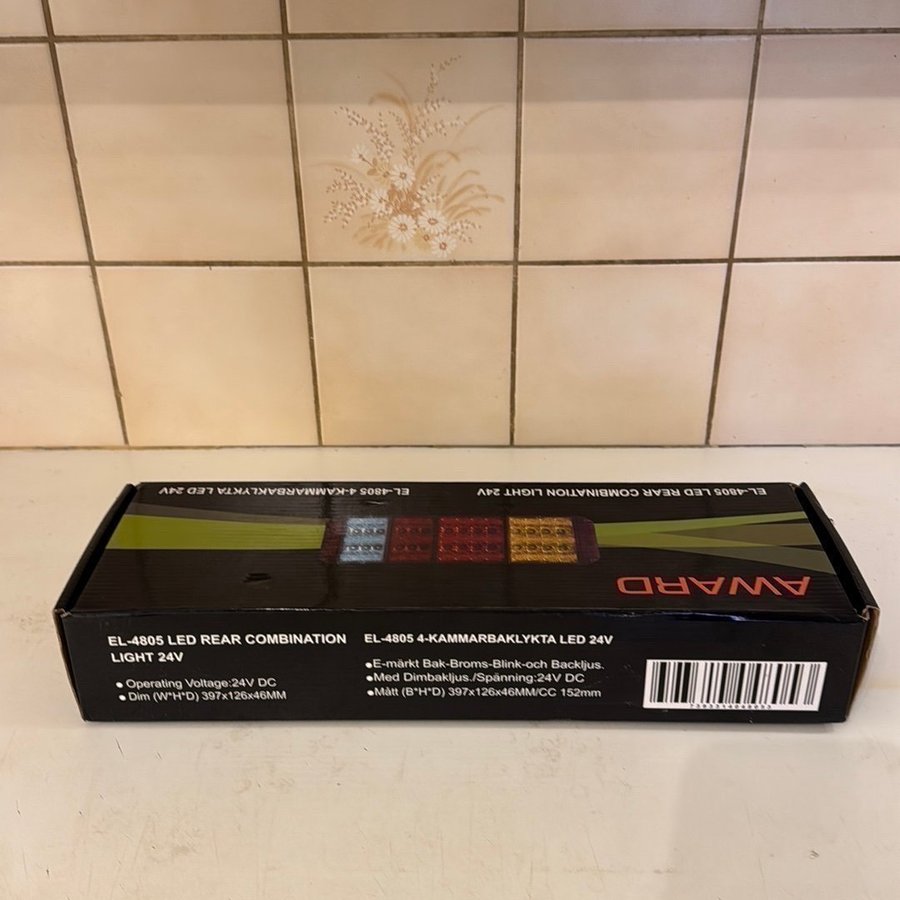 EL-4805 4-KAMMARBAKLYKTA LED 24V
EL-4805 LED REAR COMBINATION LIGHT 24V
AWARD
EL-4805 LED REAR COMBINATION
LIGHT 24V
• Operating Voltage:24V DC
• Dim (W*H*D) 397x126x46MM
EL-4805 4-KAMMARBAKLYKTA LED 24V
•E-märkt Bak-Broms-Blink-och Backljus.
•Med Dimbakljus./Spänning:24V DC
•Mått (B*H*D) 397x126x46MM/CC 152mm